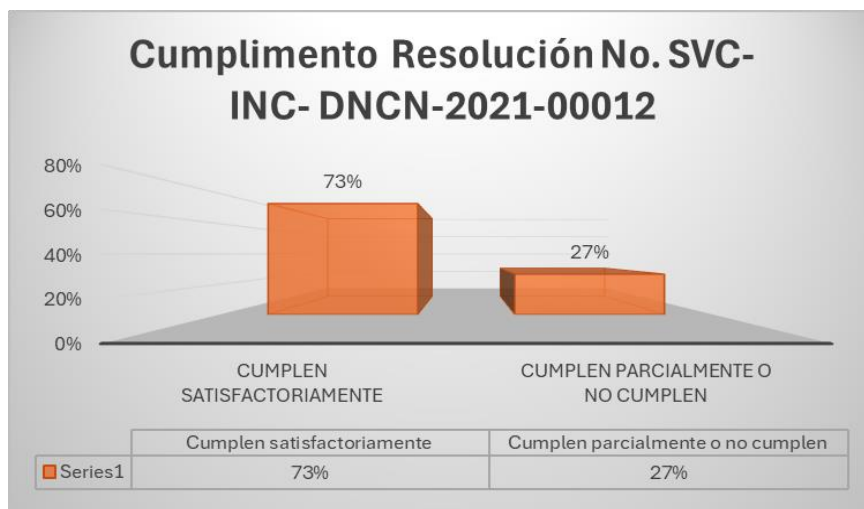 Cumplimento Resolución No. SVC-
INC- DNCN-2021-00012
80%
60%
40%
20%
0%
73%
27%
CUMPLEN
SATISFACTORIAMENTE
CUMPLEN PARCIALMENTE O
NO CUMPLEN
Cumplen satisfactoriamente
Cumplen parcialmente o no cumplen
Series1
73%
27%